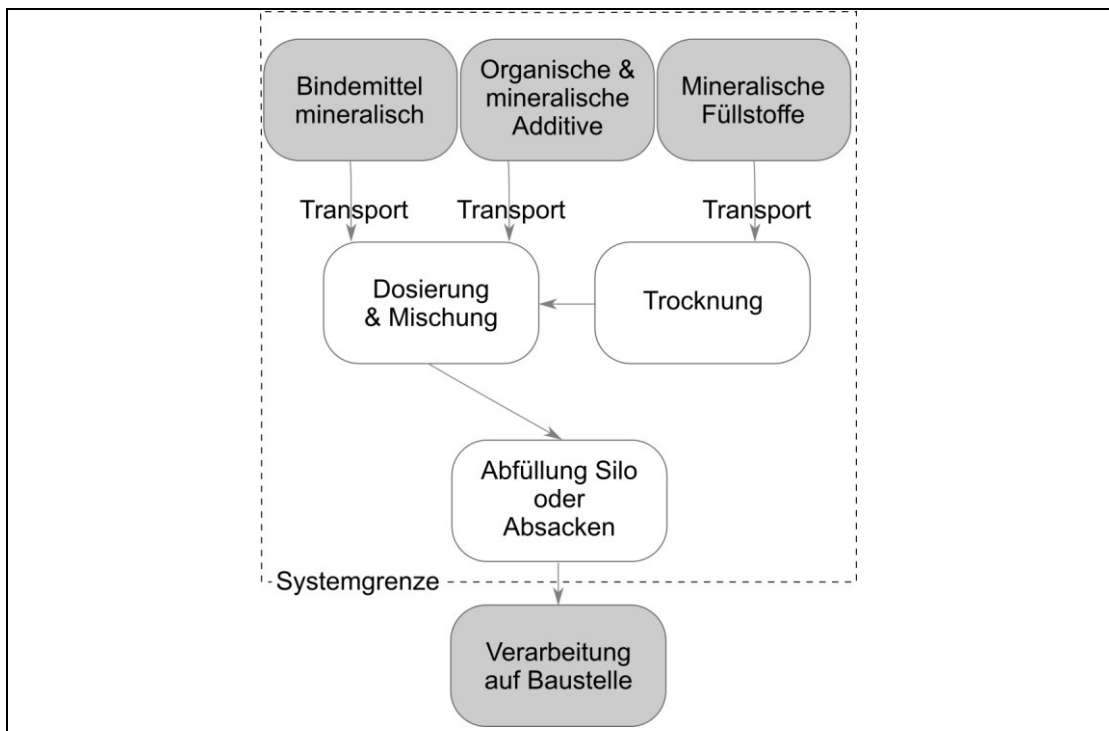 Bindemittel
mineralisch
Organische &
mineralische
Additive
Mineralische
Füllstoffe
Transport
Transport
Transport
Dosierung
& Mischung
Trocknung
Abfüllung Silo
oder
Absacken
Systemgrenze
Verarbeitung
auf Baustelle